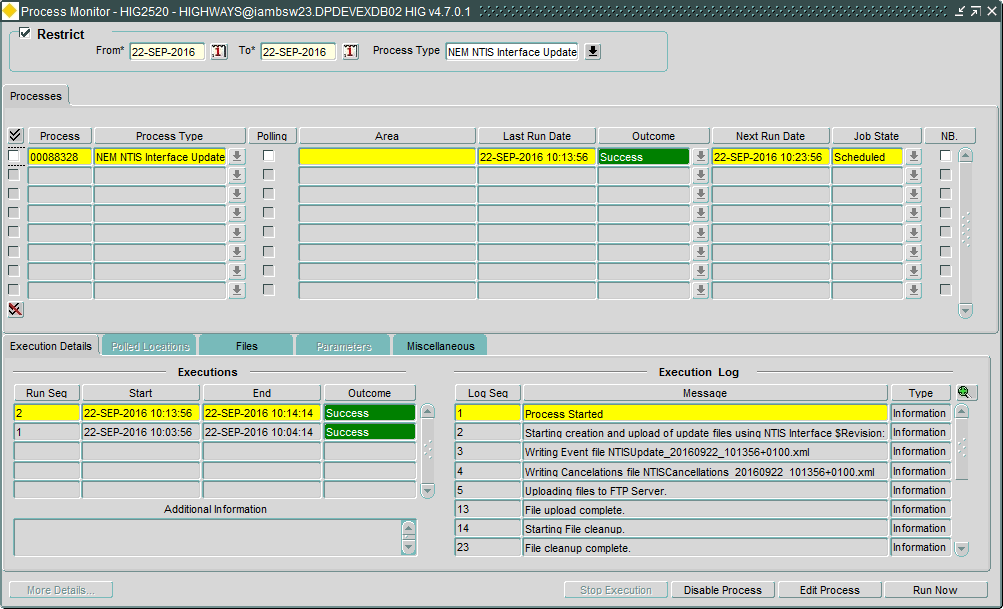 Process Monitor - HIG2520 - HIGHWAYS@iambsw23.DPDEVEXDB02 HIG v4.7.0.1
Restrict
From* 22-SEP-2016 To* 22-SEP-2016 Process Type NEM NTIS Interface Update
Processes
Process Process Type Polling Area Last Run Date Outcome Next Run Date Job State NB.
00088328 NEM NTIS Interface Update 22-SEP-2016 10:13:56 Success 22-SEP-2016 10:23:56 Scheduled
Execution Details Polled Locations Files Parameters Miscellaneous
Executions
Run Seq Start End Outcome
2 22-SEP-2016 10:13:56 22-SEP-2016 10:14:14 Success
1 22-SEP-2016 10:03:56 22-SEP-2016 10:04:14 Success
Additional Information
Execution Log
Log Seq Message Type
1 Process Started Information
2 Starting creation and upload of update files using NTIS Interface $Revision: Information
3 Writing Event file NTISUpdate_20160922_101356+0100.xml Information
4 Writing Cancelations file NTISCancellations_20160922_101356+0100.xml Information
5 Uploading files to FTP Server. Information
13 File upload complete. Information
14 Starting File cleanup. Information
23 File cleanup complete. Information
More Details... Stop Execution Disable Process Edit Process Run Now